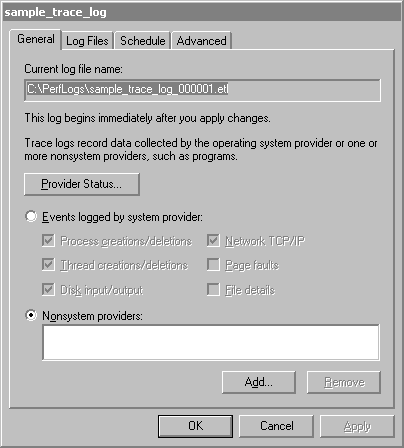 sample_trace_log
General Log Files Schedule Advanced
Current log file name:
C:\PerfLogs\sample_trace_log_000001.etl
This log begins immediately after you apply changes.
Trace logs record data collected by the operating system provider or one or
more nonsystem providers, such as programs.
Provider Status...
Events logged by system provider:
Process creations/deletions Network TCP/IP
Thread creations/deletions Page faults
Disk input/output File details
Nonsystem providers:
Add... Remove
OK Cancel Apply